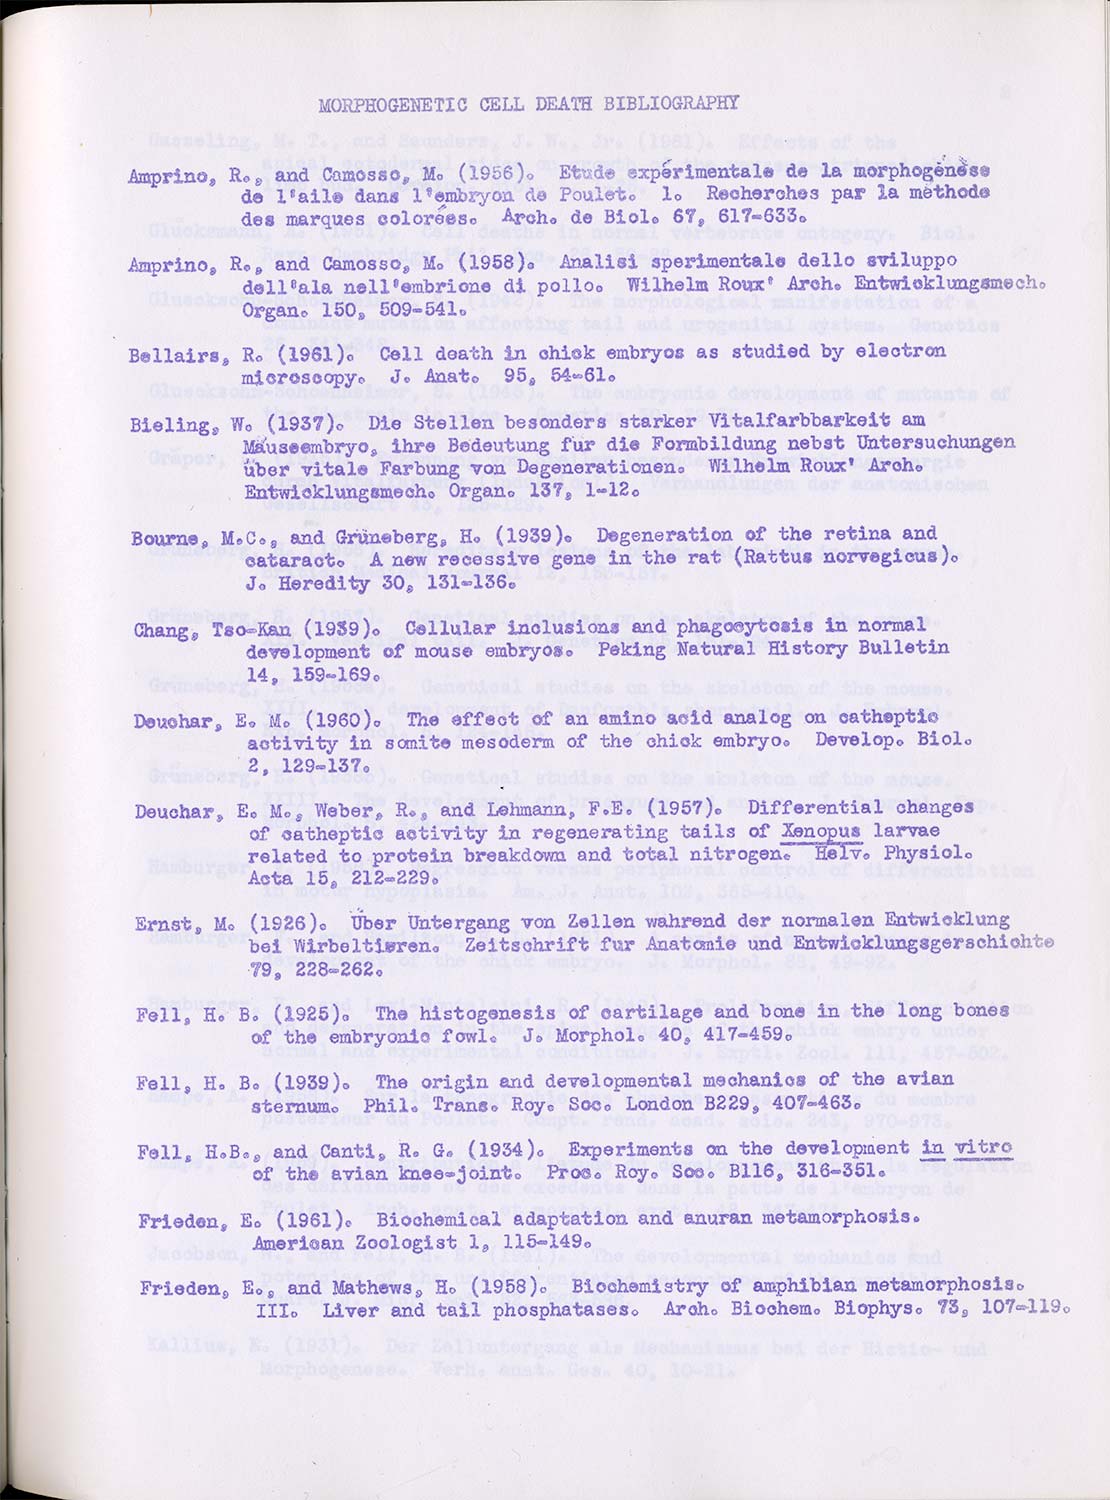 MORPHOGENETIC CELL DEATH BIBLIOGRAPHY
Amprino, R., and Camosso, M. (1956). Etude expérimentale de la morphogénèse
de l'aile dans l'embryon de Poulet. 1. Recherches par la méthode
des marques colorées. Arch. de Biol. 67, 617-633.
Amprino, R., and Camosso, M. (1958). Analisi sperimentale dello sviluppo
dell'ala nell'embrione di pollo. Wilhelm Roux' Arch. Entwicklungsmech.
Organ. 150, 509-541.
Bellairs, R. (1961). Cell death in chick embryos as studied by electron
microscopy. J. Anat. 95, 54-61.
Bieling, W. (1937). Die Stellen besonders starker Vitalfarbbarkeit am
Mäuseembryo, ihre Bedeutung fur die Formbildung nebst Untersuchungen
über vitale Farbung von Degenerationen. Wilhelm Roux' Arch.
Entwicklungsmech. Organ. 137, 1-12.
Bourne, M.C., and Grüneberg, H. (1939). Degeneration of the retina and
cataract. A new recessive gene in the rat (Rattus norvegicus).
J. Heredity 30, 131-136.
Chang, Tso-Kan (1939). Cellular inclusions and phagocytosis in normal
development of mouse embryos. Peking Natural History Bulletin
14, 159-169.
Deuchar, E. M. (1960). The effect of an amino acid analog on catheptic
activity in somite mesoderm of the chick embryo. Develop. Biol.
2, 129-137.
Deuchar, E. M., Weber, R., and Lehmann, F.E. (1957). Differential changes
of catheptic activity in regenerating tails of Xenopus larvae
related to protein breakdown and total nitrogen. Helv. Physiol.
Acta 15, 212-229.
Ernst, M. (1926). Über Untergang von Zellen wahrend der normalen Entwicklung
bei Wirbeltieren. Zeitschrift fur Anatomie und Entwicklungsgerschichte
79, 228-262.
Fell, H. B. (1925). The histogenesis of cartilage and bone in the long bones
of the embryonic fowl. J. Morphol. 40, 417-459.
Fell, H. B. (1939). The origin and developmental mechanics of the avian
sternum. Phil. Trans. Roy. Soc. London B229, 407-463.
Fell, H.B., and Canti, R. G. (1934). Experiments on the development in vitro
of the avian knee-joint. Proc. Roy. Soc. B116, 316-351.
Frieden, E. (1961). Biochemical adaptation and anuran metamorphosis.
American Zoologist 1, 115-149.
Frieden, E., and Mathews, H. (1958). Biochemistry of amphibian metamorphosis.
III. Liver and tail phosphatases. Arch. Biochem. Biophys. 73, 107-119.